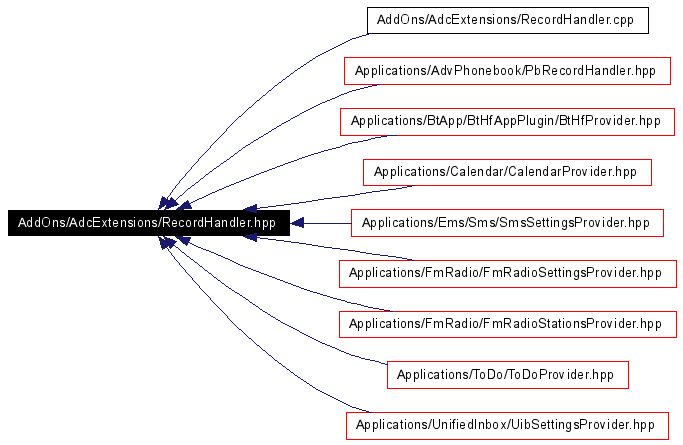 AddOns/AdcExtensions/RecordHandler.cpp
Applications/AdvPhonebook/PbRecordHandler.hpp
Applications/BtApp/BtHfAppPlugin/BtHfProvider.hpp
Applications/Calendar/CalendarProvider.hpp
AddOns/AdcExtensions/RecordHandler.hpp
Applications/Ems/Sms/SmsSettingsProvider.hpp
Applications/FmRadio/FmRadioSettingsProvider.hpp
Applications/FmRadio/FmRadioStationsProvider.hpp
Applications/ToDo/ToDoProvider.hpp
Applications/UnifiedInbox/UibSettingsProvider.hpp